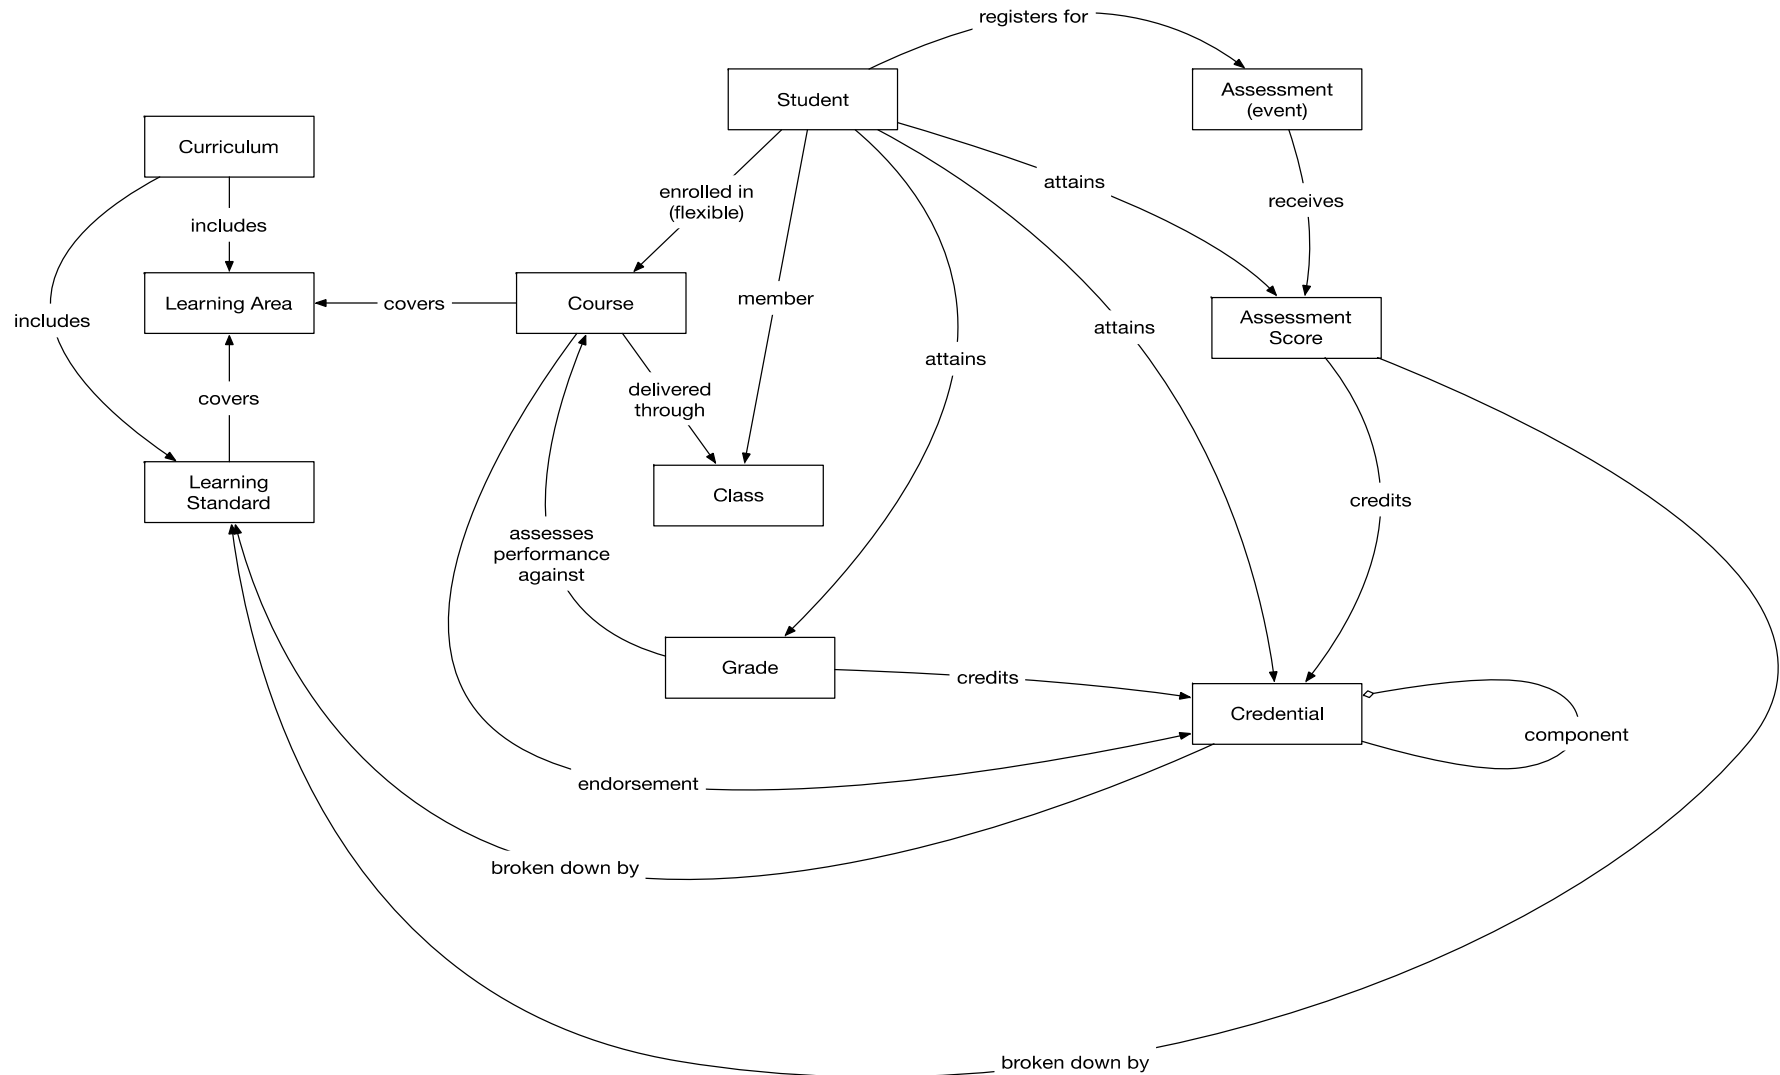 registers for
Student
Assessment
(event)
Curriculum
attains
enrolled in
(flexible)
receives
includes
Learning Area
covers
Course
member
includes
Assessment
Score
attains
attains
covers
delivered
through
Learning
Standard
Class
credits
assesses
performance
against
Grade
credits
Credential
component
endorsement
broken down by
broken down by